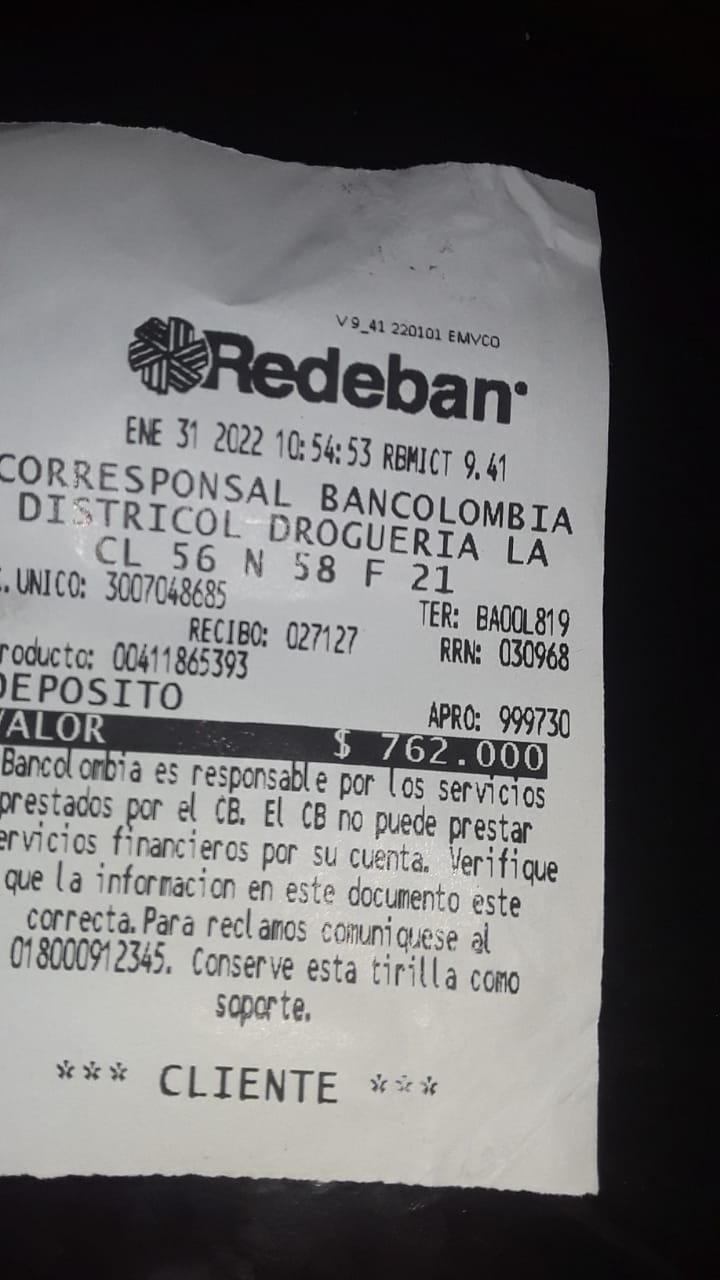 V 9_41 220101 EMVCO
Redeban
ENE 31 2022 10:54:53 RBMICT 9.41
CORRESPONSAL BANCOLOMBIA
DISTRICOL DROGUERIA LA
CL 56 N 58 F 21
. UNICO: 3007048685
TER: BA00L819
RECIBO: 027127
RRN: 030968
roducto: 00411865393
DEPOSITO
APRO: 999730
VALOR $ 762.000
Bancolombia es responsable por los servicios
prestados por el CB. El CB no puede prestar
ervicios financieros por su cuenta. Verifique
que la informacion en este documento este
correcta. Para reclamos comuniquese al
018000912345. Conserve esta tirilla como
soporte.
*** CLIENTE ***